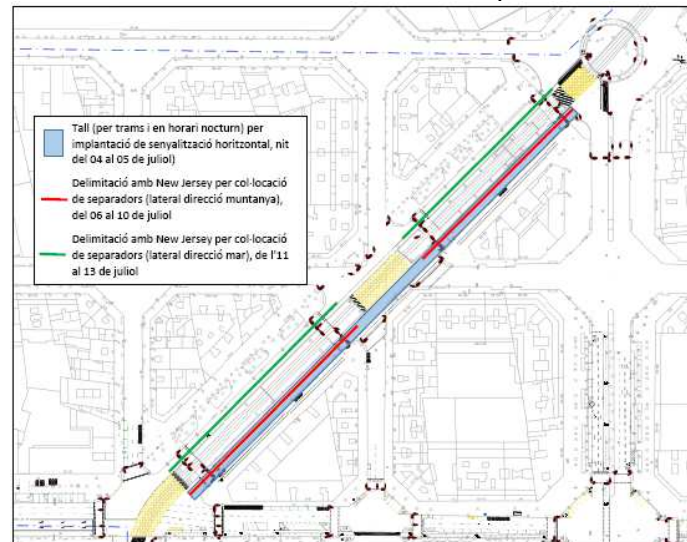 Tall (per trams i en horari nocturn) per
implantació de senyalització horitzontal, nit
del 04 al 05 de juliol)
Delimitació amb New Jersey per col·locació
de separadors (lateral direcció muntanya),
del 06 al 10 de juliol
Delimitació amb New Jersey per col·locació
de separadors (lateral direcció mar), de l'11
al 13 de juliol